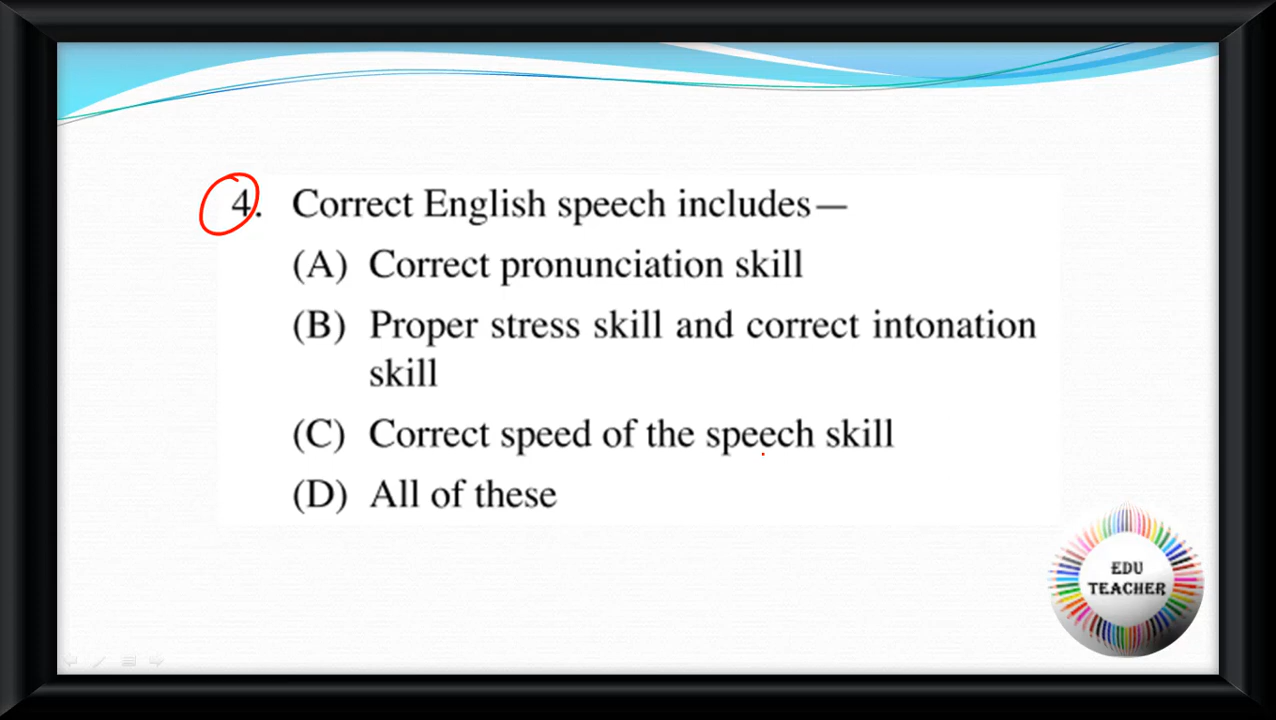 4. Correct English speech includes—
(A) Correct pronunciation skill
(B) Proper stress skill and correct intonation
skill
(C) Correct speed of the speech skill
(D) All of these
EDU
TEACHER